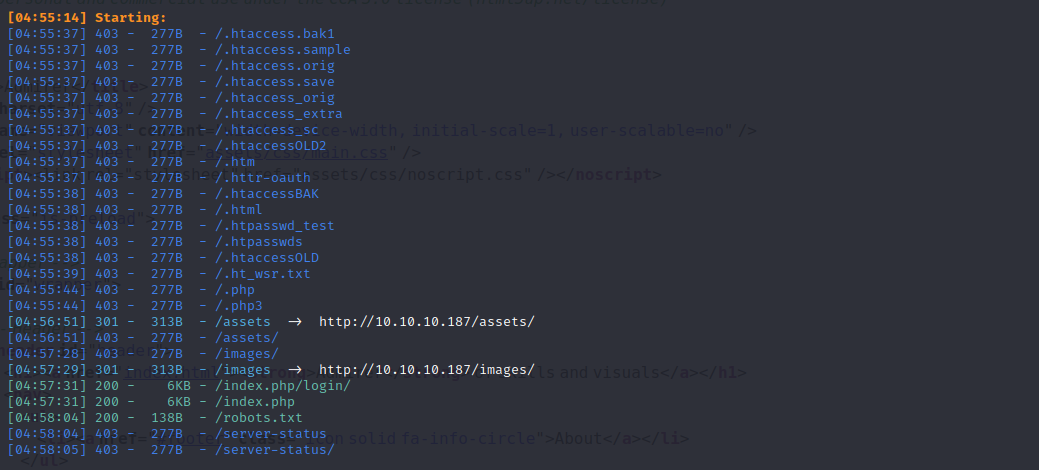 [04:55:14] Starting:
[04:55:37] 403 -  277B  - /.htaccess.bak1
[04:55:37] 403 -  277B  - /.htaccess.sample
[04:55:37] 403 -  277B  - /.htaccess.orig
[04:55:37] 403 -  277B  - /.htaccess.save
[04:55:37] 403 -  277B  - /.htaccess_orig
[04:55:37] 403 -  277B  - /.htaccess_extra
[04:55:37] 403 -  277B  - /.htaccess_sc
[04:55:37] 403 -  277B  - /.htaccessOLD2
[04:55:37] 403 -  277B  - /.htm
[04:55:37] 403 -  277B  - /.httr-oauth
[04:55:38] 403 -  277B  - /.htaccessBAK
[04:55:38] 403 -  277B  - /.html
[04:55:38] 403 -  277B  - /.htpasswd_test
[04:55:38] 403 -  277B  - /.htpasswds
[04:55:38] 403 -  277B  - /.htaccessOLD
[04:55:39] 403 -  277B  - /.ht_wsr.txt
[04:55:44] 403 -  277B  - /.php
[04:55:44] 403 -  277B  - /.php3
[04:56:51] 301 -  313B  - /assets  →  http://10.10.10.187/assets/
[04:56:51] 403 -  277B  - /assets/
[04:57:28] 403 -  277B  - /images/
[04:57:29] 301 -  313B  - /images  →  http://10.10.10.187/images/
[04:57:31] 200 -    6KB - /index.php/login/
[04:57:31] 200 -    6KB - /index.php
[04:58:04] 200 -  138B  - /robots.txt
[04:58:04] 403 -  277B  - /server-status
[04:58:05] 403 -  277B  - /server-status/